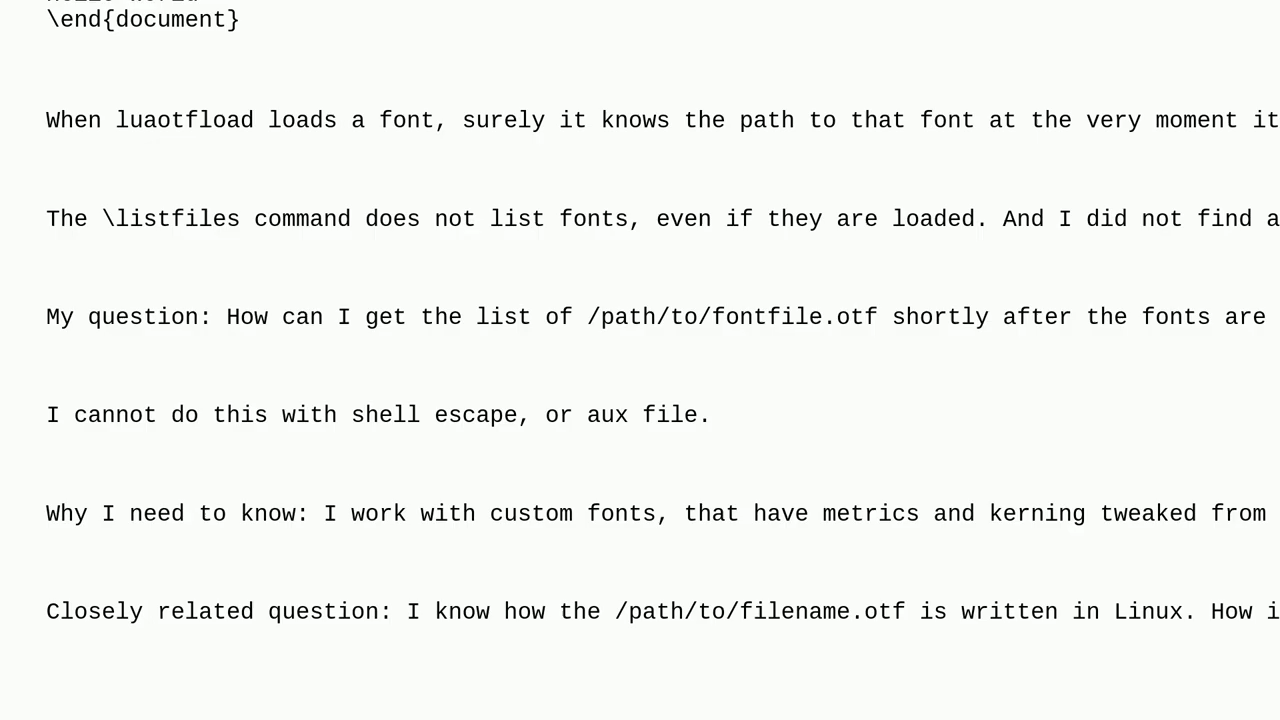 \end{document}
When luaotfload loads a font, surely it knows the path to that font at the very moment it
The \listfiles command does not list fonts, even if they are loaded. And I did not find a
My question: How can I get the list of /path/to/fontfile.otf shortly after the fonts are
I cannot do this with shell escape, or aux file.
Why I need to know: I work with custom fonts, that have metrics and kerning tweaked from
Closely related question: I know how the /path/to/filename.otf is written in Linux. How i